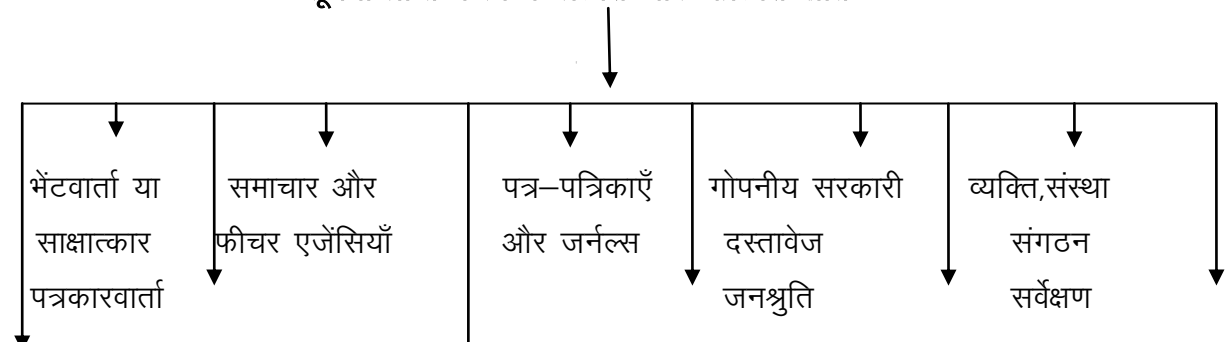 भेंटवार्ता या
साक्षात्कार
पत्रकारवार्ता
समाचार और
फीचर एजेंसियाँ
पत्र–पत्रिकाएँ
और जर्नल्स
गोपनीय सरकारी
दस्तावेज
जनश्रुति
व्यक्ति,संस्था
संगठन
सर्वेक्षण